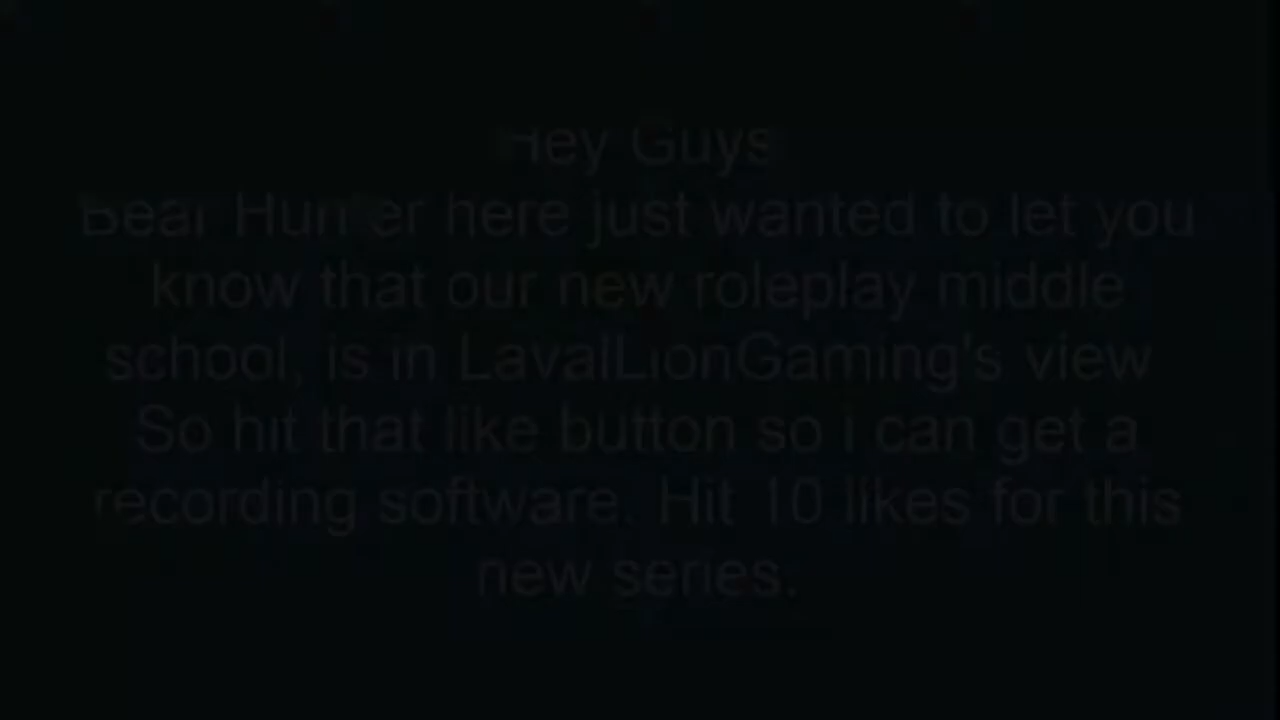 Hey Guys
Bear Hunter here just wanted to let you
know that our new roleplay middle
school, is in LavalLionGaming's view
So hit that like button so i can get a
recording software. Hit 10 likes for this
new series.